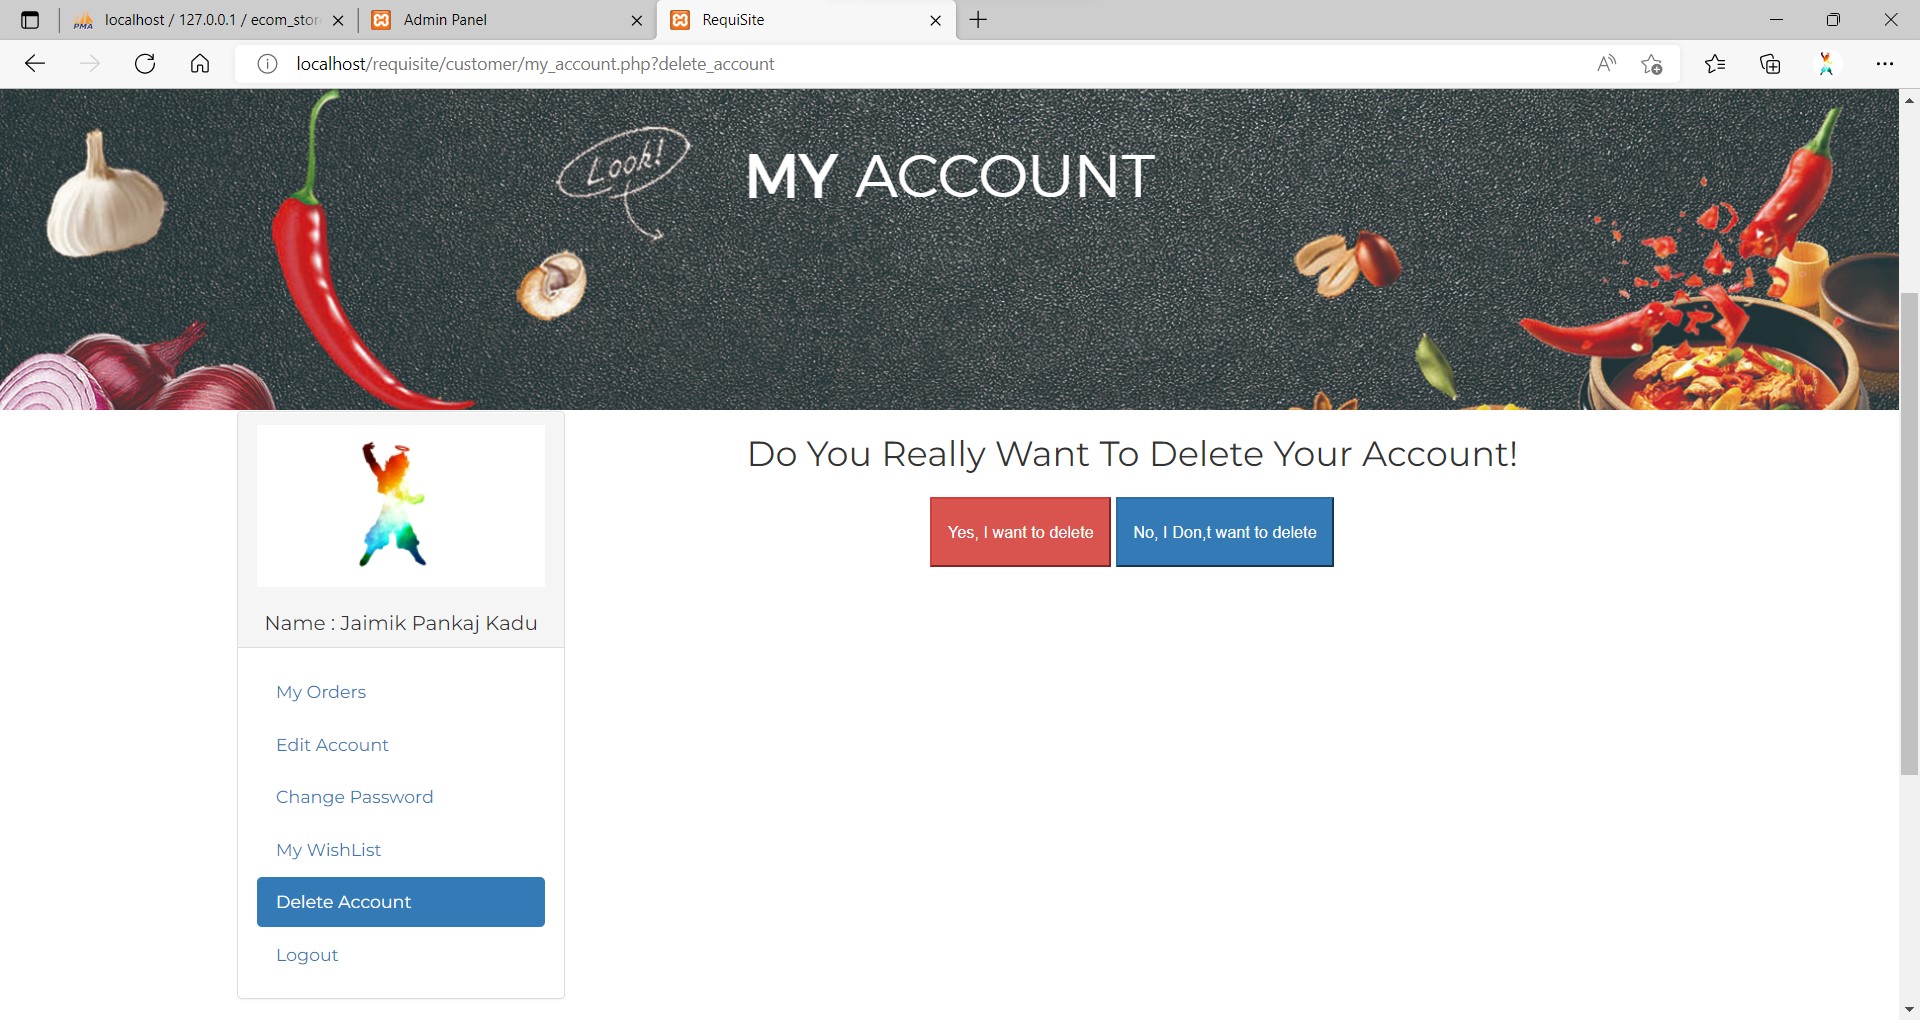 PMA localhost / 127.0.0.1 / ecom_stor
Admin Panel
RequiSite
localhost/requisite/customer/my_account.php?delete_account
Look!
MY ACCOUNT
Name : Jaimik Pankaj Kadu
My Orders
Edit Account
Change Password
My WishList
Delete Account
Logout
Do You Really Want To Delete Your Account!
Yes, I want to delete
No, I Don,t want to delete